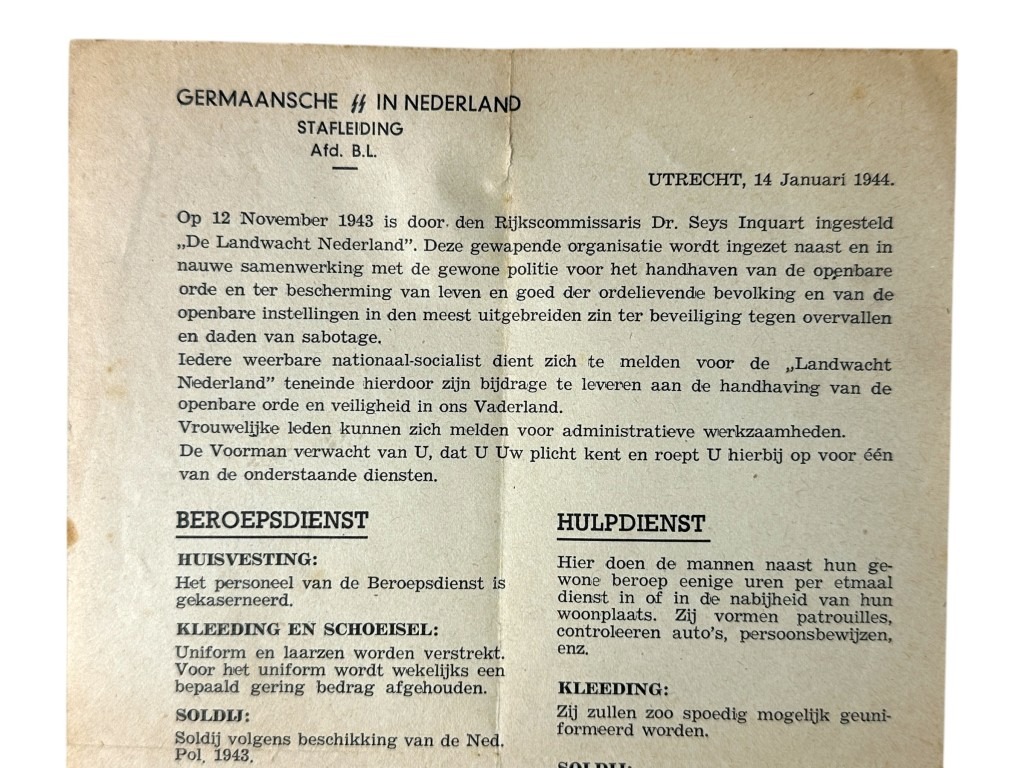 GERMAANSCHE ᛋᛋ IN NEDERLAND
STAFLEIDING
Afd. B.L.
UTRECHT, 14 Januari 1944.
Op 12 November 1943 is door den Rijkscommissaris Dr. Seys Inquart ingesteld
„De Landwacht Nederland”. Deze gewapende organisatie wordt ingezet naast en in
nauwe samenwerking met de gewone politie voor het handhaven van de openbare
orde en ter bescherming van leven en goed der ordelievende bevolking en van de
openbare instellingen in den meest uitgebreiden zin ter beveiliging tegen overvallen
en daden van sabotage.
Iedere weerbare nationaal-socialist dient zich te melden voor de „Landwacht
Nederland” teneinde hierdoor zijn bijdrage te leveren aan de handhaving van de
openbare orde en veiligheid in ons Vaderland.
Vrouwelijke leden kunnen zich melden voor administratieve werkzaamheden.
De Voorman verwacht van U, dat U Uw plicht kent en roept U hierbij op voor één
van de onderstaande diensten.
BEROEPSDIENST
HUISVESTING:
Het personeel van de Beroepsdienst is
gekaserneerd.
KLEEDING EN SCHOEISEL:
Uniform en laarzen worden verstrekt.
Voor het uniform wordt wekelijks een
bepaald gering bedrag afgehouden.
SOLDIJ:
Soldij volgens beschikking van de Ned.
Pol. 1943.
HULPDIENST
Hier doen de mannen naast hun ge-
wone beroep eenige uren per etmaal
dienst in of in de nabijheid van hun
woonplaats. Zij vormen patrouilles,
controleeren auto's, persoonsbewijzen,
enz.
KLEEDING:
Zij zullen zoo spoedig mogelijk geuni-
formeerd worden.
SOLDIJ: